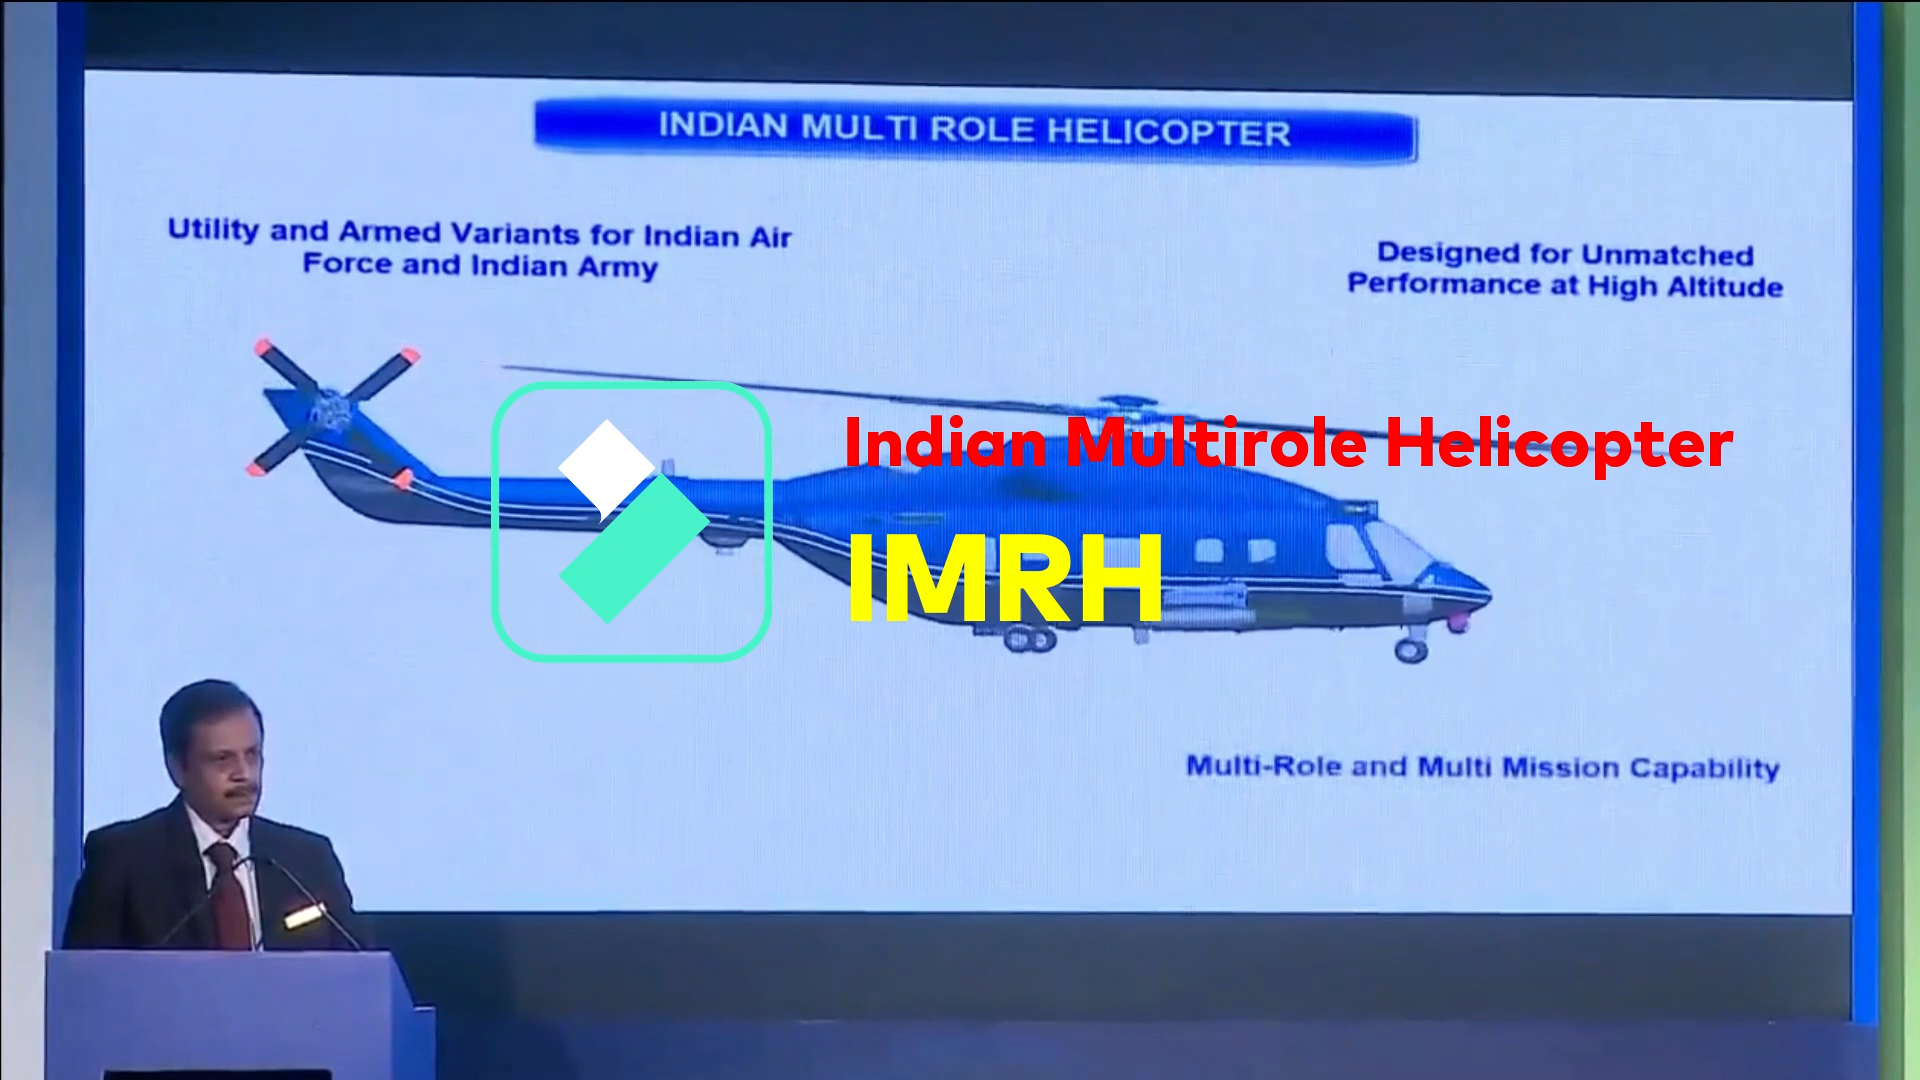 INDIAN MULTI ROLE HELICOPTER
Utility and Armed Variants for Indian Air
Force and Indian Army
Designed for Unmatched
Performance at High Altitude
Indian Multirole Helicopter
IMRH
Multi-Role and Multi Mission Capability